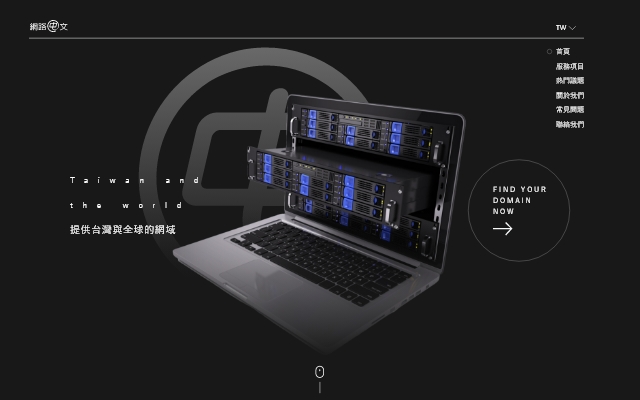 網路中文
TW
首頁
服務項目
熱門議題
關於我們
常見問題
聯絡我們
Taiwan and
the world
提供台灣與全球的網域
FIND YOUR
DOMAIN
NOW